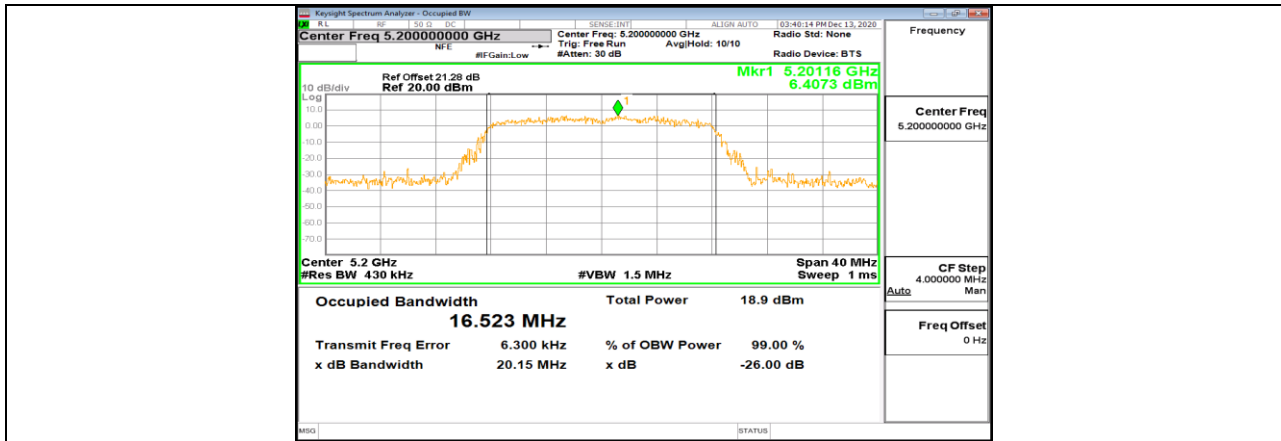 Keysight Spectrum Analyzer - Occupied BW
RL RF 50 Ω DC SENSE:INT ALIGN AUTO 03:40:14 PM Dec 13, 2020
Center Freq 5.200000000 GHz Center Freq: 5.200000000 GHz Radio Std: None
NFE Trig: Free Run Avg|Hold: 10/10
#IFGain:Low #Atten: 30 dB Radio Device: BTS
Frequency
Ref Offset 21.28 dB Mkr1 5.20116 GHz
10 dB/div Ref 20.00 dBm 6.4073 dBm
Log
1
10.0
0.00
-10.0
-20.0
-30.0
-40.0
-50.0
-60.0
-70.0
Center 5.2 GHz Span 40 MHz
#Res BW 430 kHz #VBW 1.5 MHz Sweep 1 ms
Occupied Bandwidth Total Power 18.9 dBm
16.523 MHz
Transmit Freq Error 6.300 kHz % of OBW Power 99.00 %
x dB Bandwidth 20.15 MHz x dB -26.00 dB
Center Freq
5.200000000 GHz
CF Step
4.000000 MHz
Auto Man
Freq Offset
0 Hz
MSG STATUS